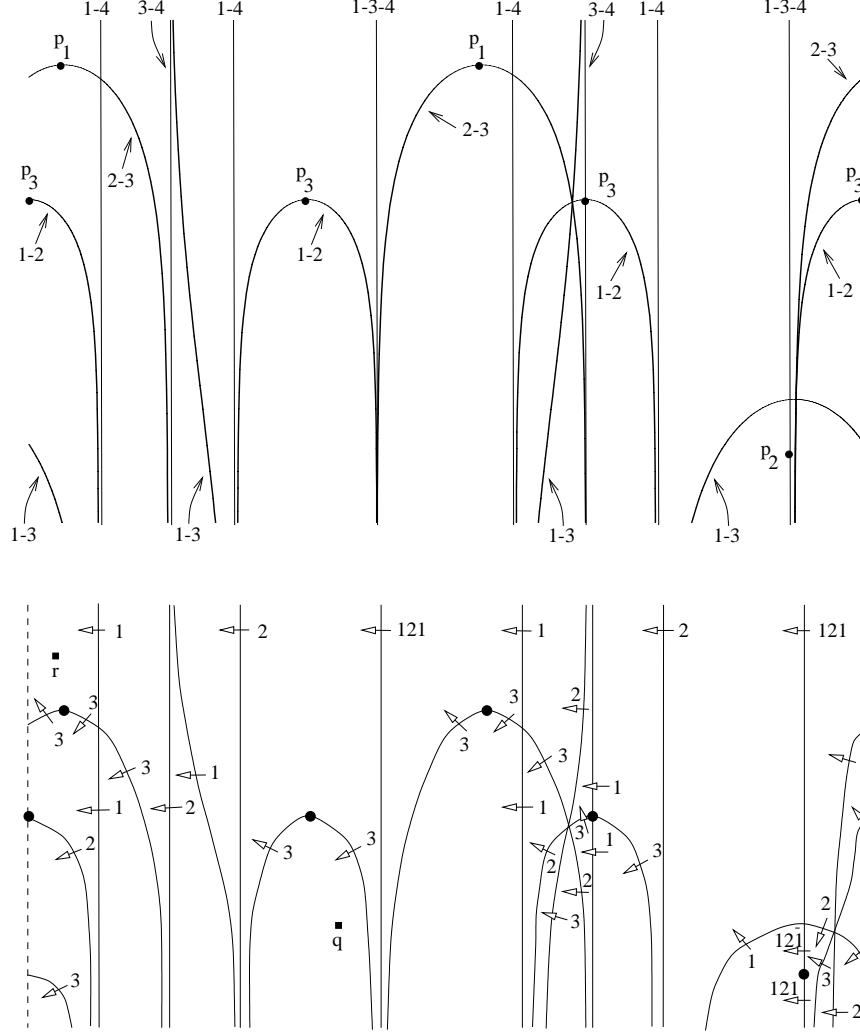 1-4 3-4 1-4 1-3-4 1-4 3-4 1-4 1-3-4
p1 p1 2-3
2-3 2-3
p3 p3 p3 p3
1-2 1-2 1-2 1-2
p2
1-3 1-3 1-3 1-3
1 2 121 1 2 121
r
3 3 3 3 2
3 3 1 3 1
1 2 1
2 3 3 3 1 3
2 2
3 2
q 121 1
3 121 3
2